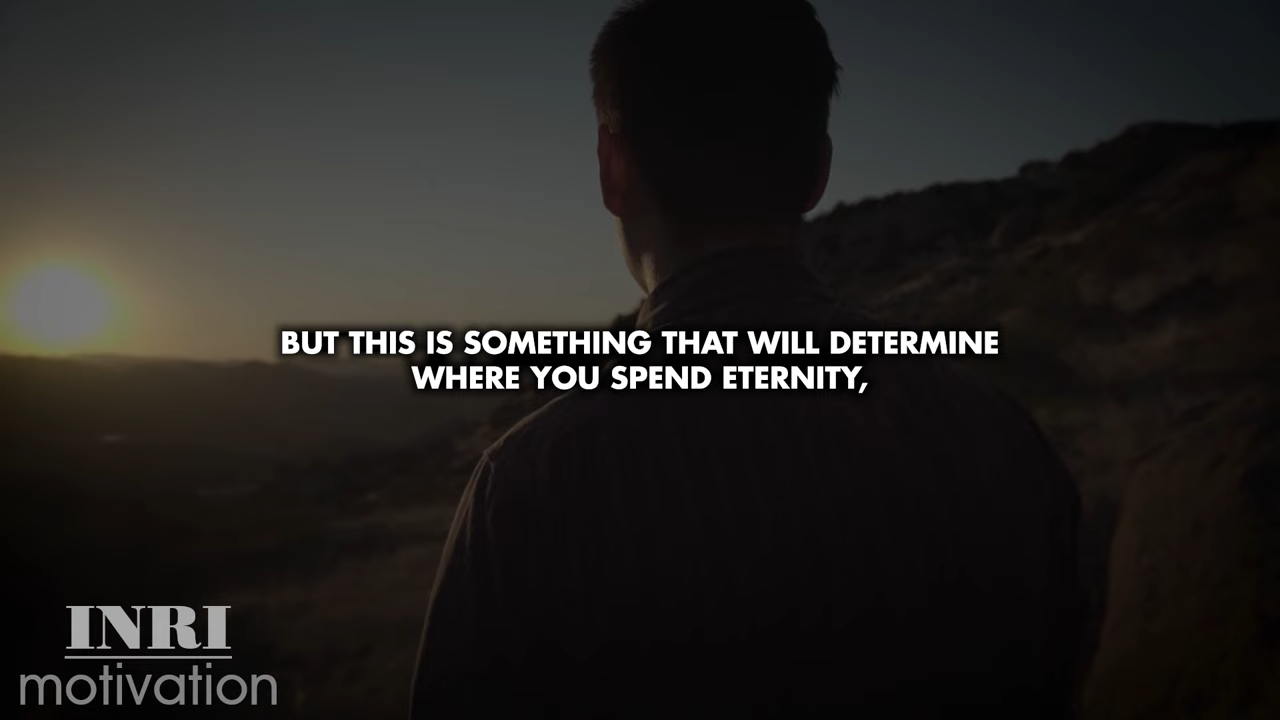 BUT THIS IS SOMETHING THAT WILL DETERMINE
WHERE YOU SPEND ETERNITY,
INRI
motivation